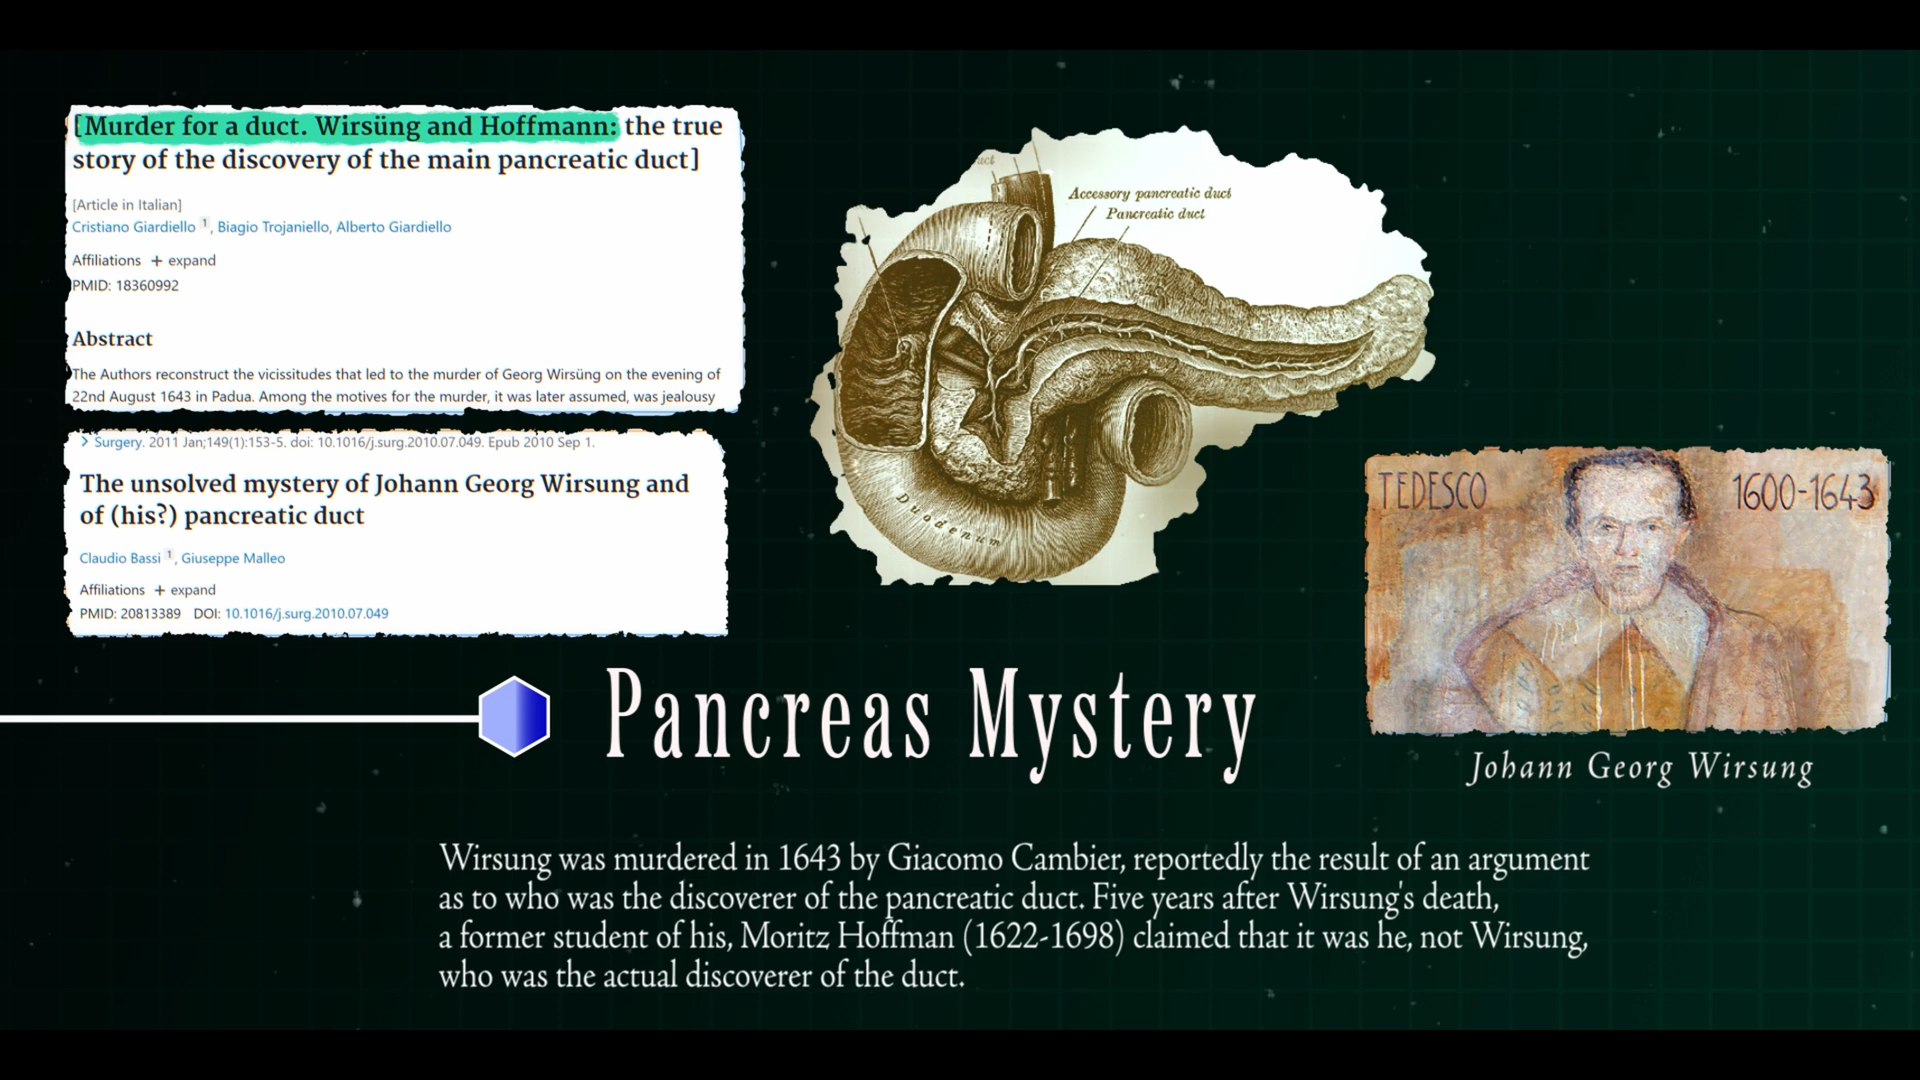 [Murder for a duct. Wirsüng and Hoffmann: the true
story of the discovery of the main pancreatic duct]
[Article in Italian]
Cristiano Giardiello 1, Biagio Trojaniello, Alberto Giardiello
Affiliations + expand
PMID: 18360992
Abstract
The Authors reconstruct the vicissitudes that led to the murder of Georg Wirsüng on the evening of
22nd August 1643 in Padua. Among the motives for the murder, it was later assumed, was jealousy
> Surgery. 2011 Jan;149(1):153-5. doi: 10.1016/j.surg.2010.07.049. Epub 2010 Sep 1.
The unsolved mystery of Johann Georg Wirsung and
of (his?) pancreatic duct
Claudio Bassi 1, Giuseppe Malleo
Affiliations + expand
PMID: 20813389 DOI: 10.1016/j.surg.2010.07.049
uct
Accessory pancreatic duct
Pancreatic duct
Duodenum
TEDESCO 1600-1643
Johann Georg Wirsung
Pancreas Mystery
Wirsung was murdered in 1643 by Giacomo Cambier, reportedly the result of an argument
as to who was the discoverer of the pancreatic duct. Five years after Wirsung's death,
a former student of his, Moritz Hoffman (1622-1698) claimed that it was he, not Wirsung,
who was the actual discoverer of the duct.